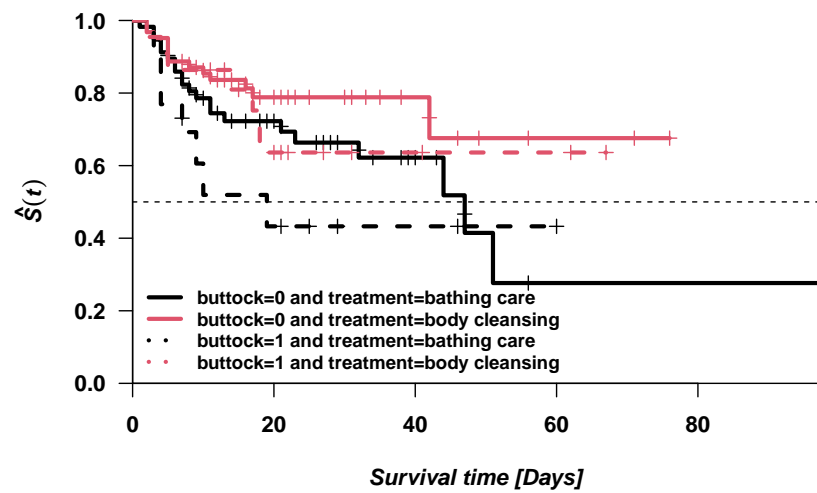 1.0
0.8
0.6
0.4
0.2
0.0
Ŝ(t)
buttock=0 and treatment=bathing care
buttock=0 and treatment=body cleansing
buttock=1 and treatment=bathing care
buttock=1 and treatment=body cleansing
0 20 40 60 80
Survival time [Days]